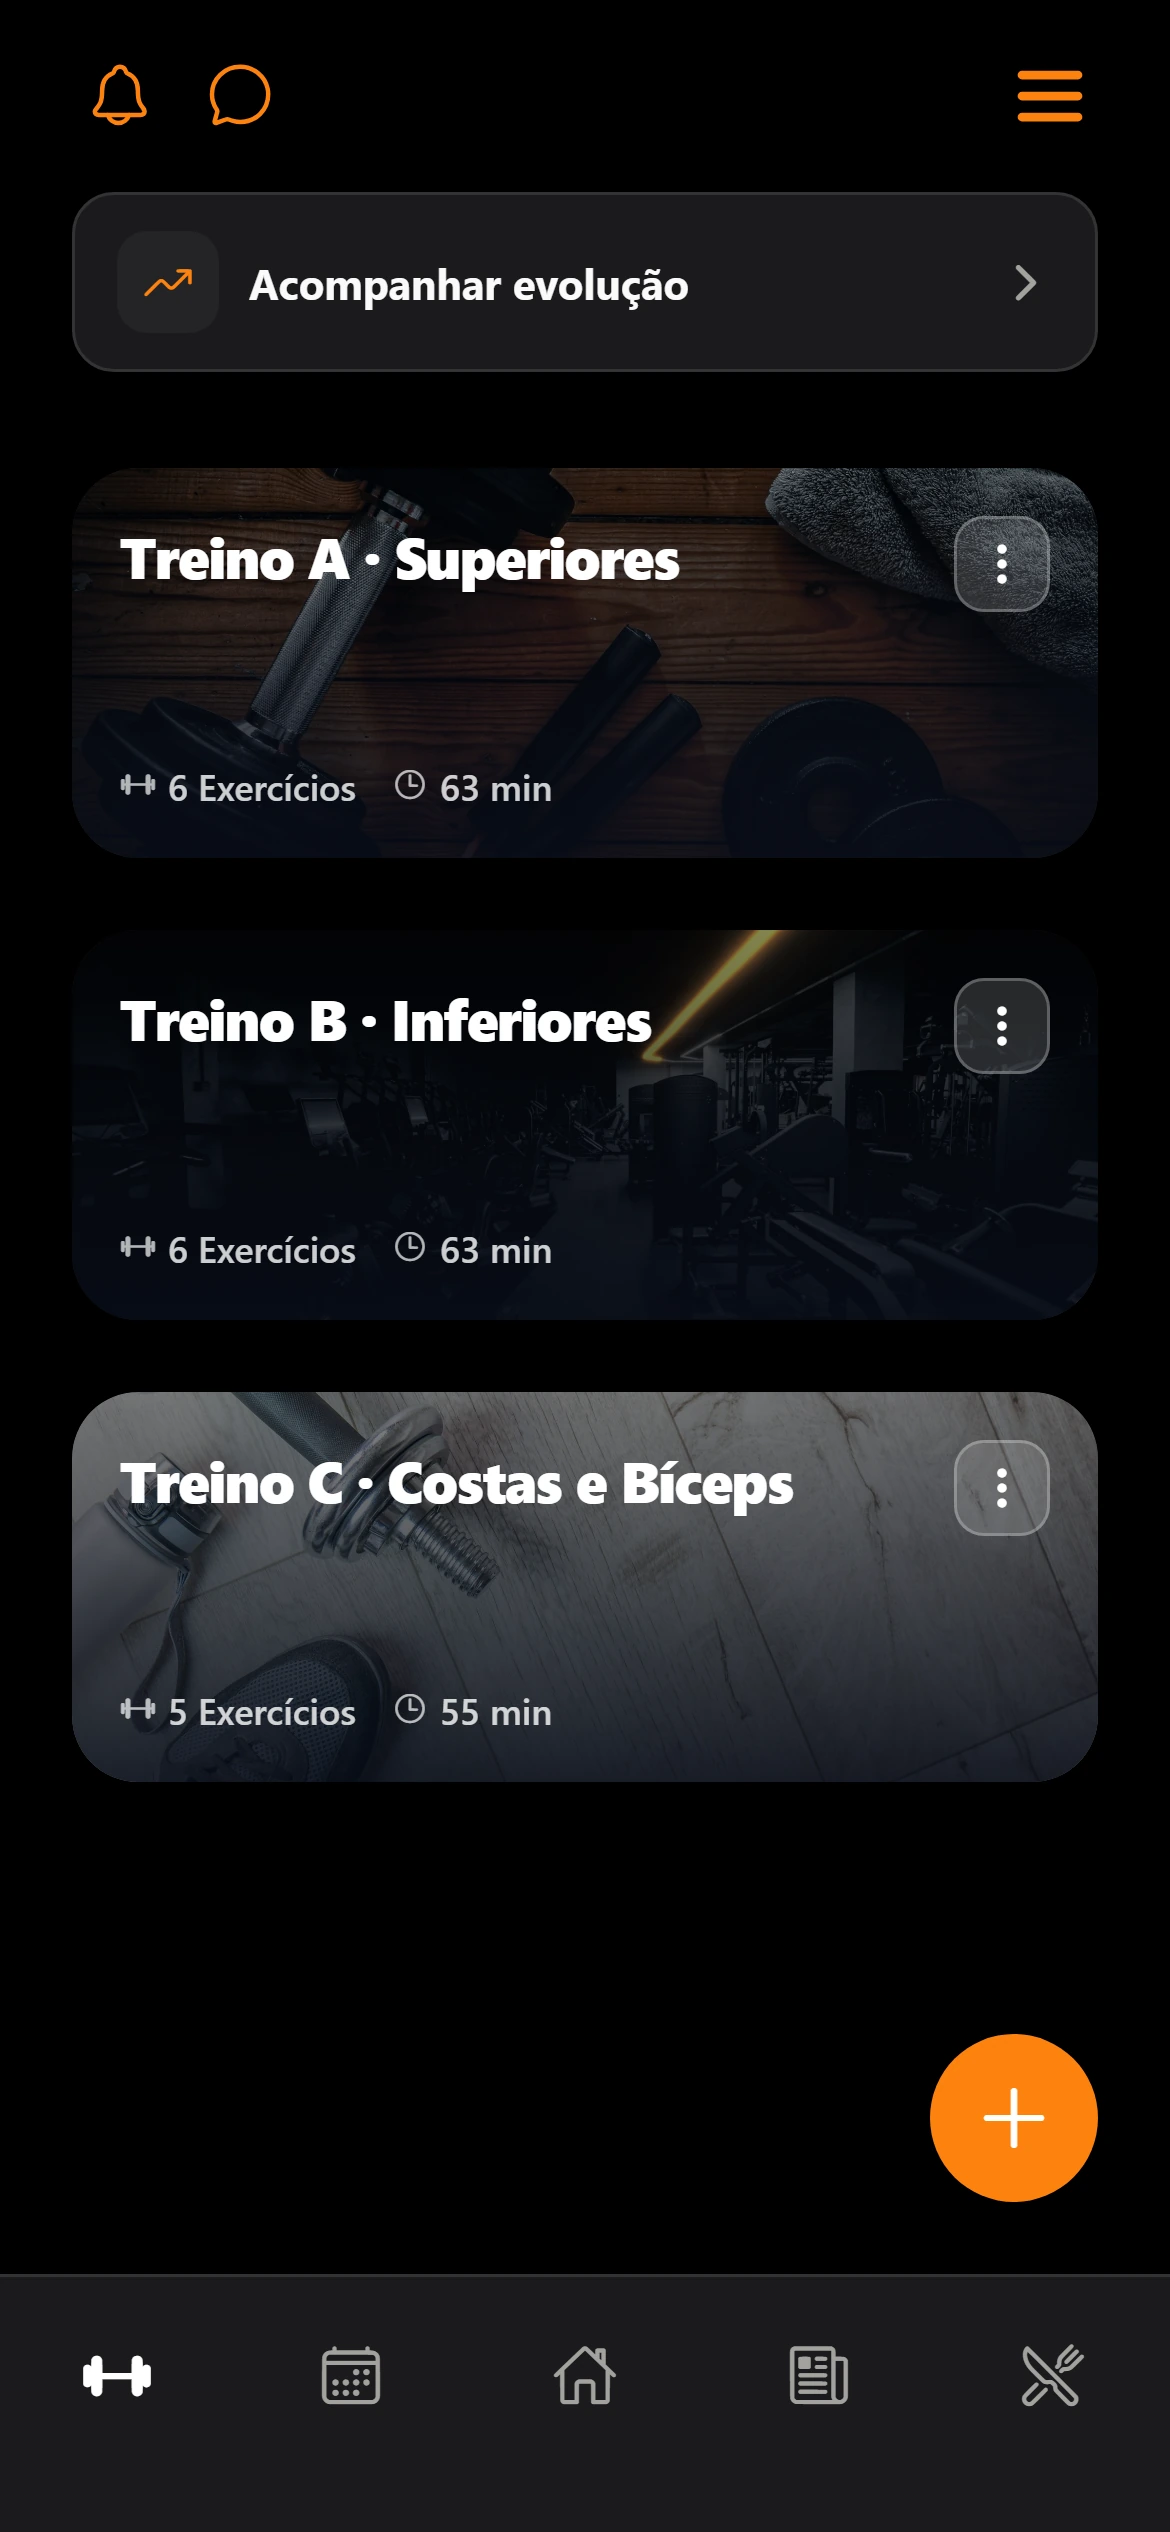 Acompanhar evolução
Treino A · Superiores
6 Exercícios 63 min
Treino B · Inferiores
6 Exercícios 63 min
Treino C · Costas e Bíceps
5 Exercícios 55 min